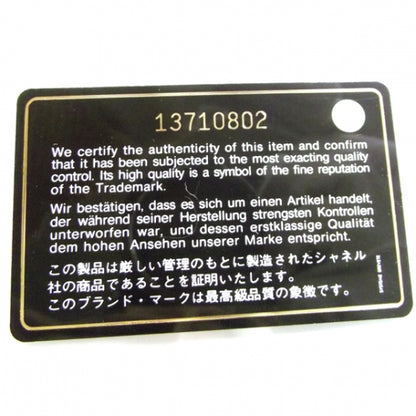 13710802
We certify the authenticity of this item and confirm
that it has been subjected to the most exacting quality
control. Its high quality is a symbol of the fine reputation
of the Trademark.
Wir bestätigen, dass es sich um einen Artikel handelt,
der während seiner Herstellung strengsten Kontrollen
unterworfen war, und dessen erstklassige Qualität
dem hohen Ansehen unserer Marke entspricht.
この製品は厳しい管理のもとに製造されたシャネル
社の商品であることを証明いたします。
このブランド・マークは最高級品質の象徴です。